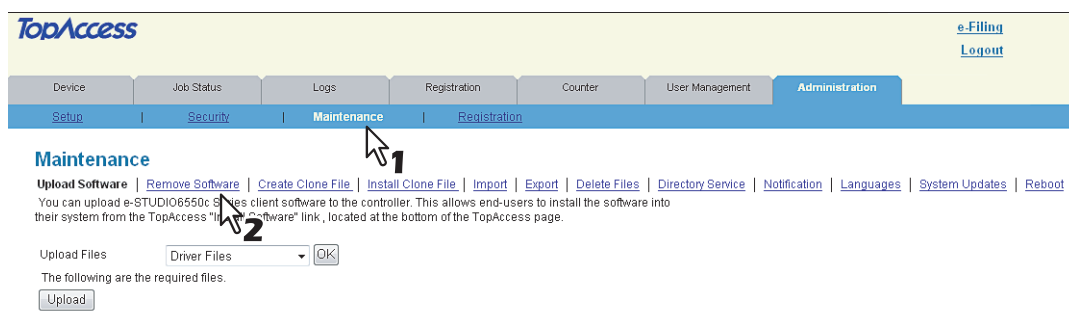 TopAccess
e-Filing
Logout
Device Job Status Logs Registration Counter User Management Administration
Setup | Security | Maintenance | Registration
1
Maintenance
Upload Software | Remove Software | Create Clone File | Install Clone File | Import | Export | Delete Files | Directory Service | Notification | Languages | System Updates | Reboot
You can upload e-STUDIO6550c Series client software to the controller. This allows end-users to install the software into
their system from the TopAccess "Install Software" link , located at the bottom of the TopAccess page.
2
Upload Files Driver Files OK
The following are the required files.
Upload